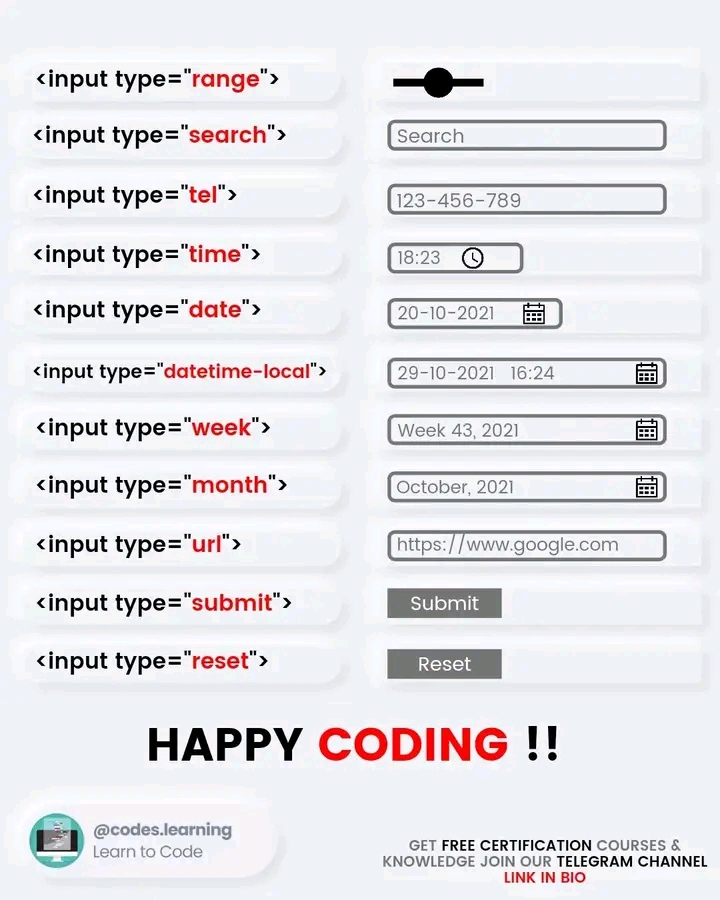 <input type="range">
<input type="search">
Search
<input type="tel">
123-456-789
<input type="time">
18:23
<input type="date">
20-10-2021
<input type="datetime-local">
29-10-2021 16:24
<input type="week">
Week 43, 2021
<input type="month">
October, 2021
<input type="url">
https://www.google.com
<input type="submit">
Submit
<input type="reset">
Reset
HAPPY CODING !!
@codes.learning
Learn to Code
GET FREE CERTIFICATION COURSES &
KNOWLEDGE JOIN OUR TELEGRAM CHANNEL
LINK IN BIO